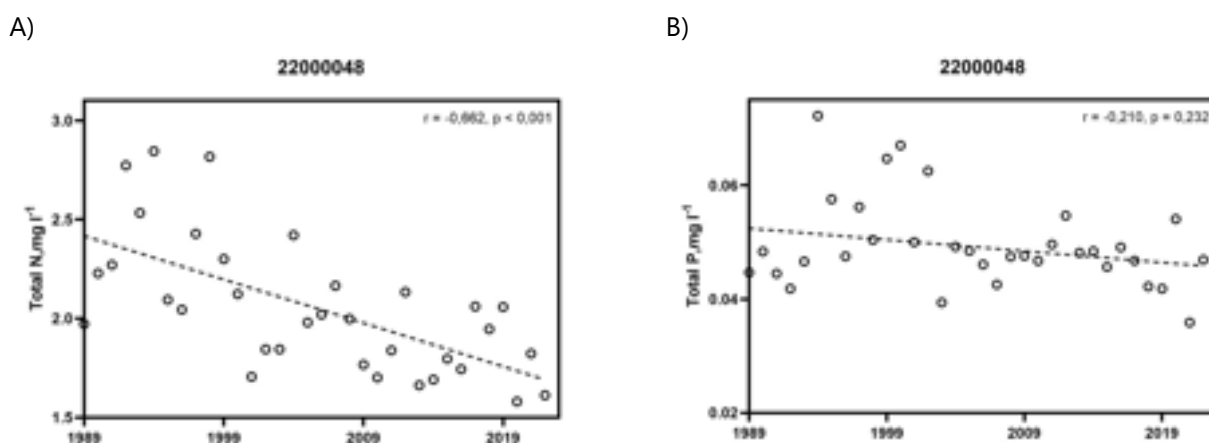 A)
22000048
r = -0,662, p < 0,001
Total N,mg l⁻¹
3.0
2.5
2.0
1.5
1989
1999
2009
2019
B)
22000048
r = -0,210, p = 0,232
Total P,mg l⁻¹
0.06
0.04
0.02
1989
1999
2009
2019